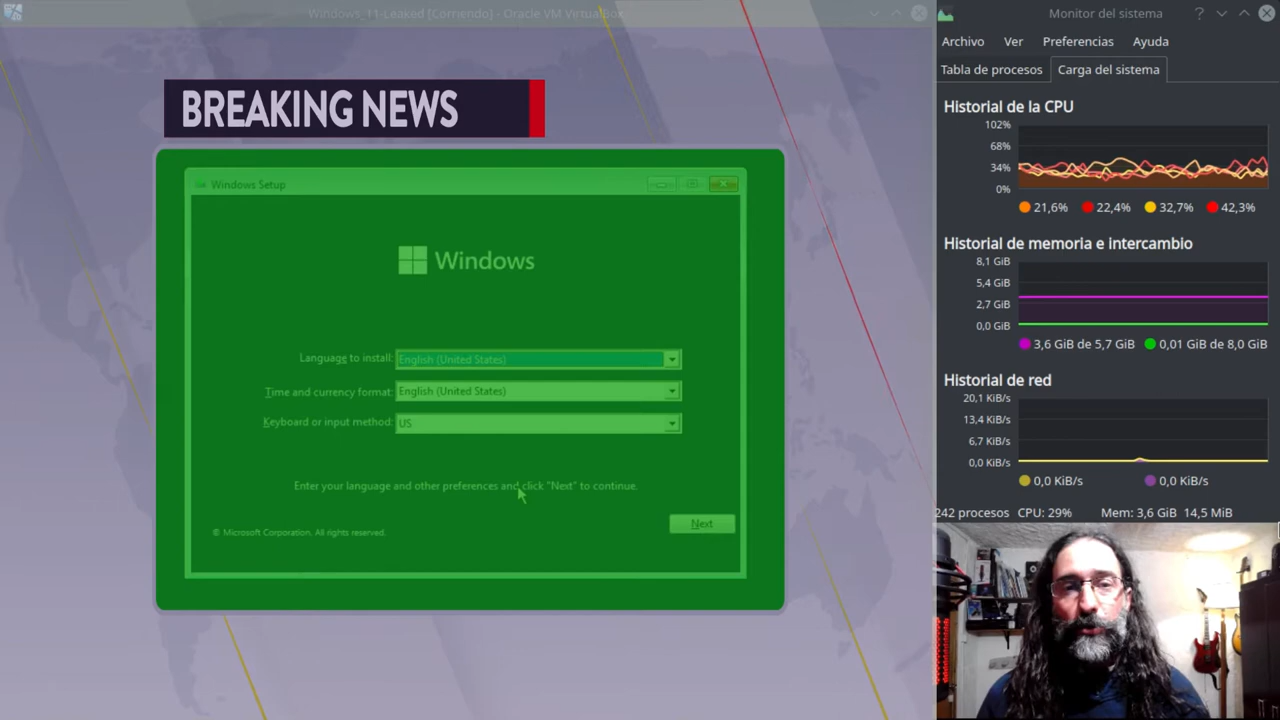 Windows_11-Leaked [Corriendo] - Oracle VM VirtualBox
BREAKING NEWS
Windows Setup
Windows
Language to install: English (United States)
Time and currency format: English (United States)
Keyboard or input method: US
Enter your language and other preferences and click "Next" to continue.
Next
© Microsoft Corporation. All rights reserved.
Monitor del sistema
Archivo Ver Preferencias Ayuda
Tabla de procesos Carga del sistema
Historial de la CPU
102%
68%
34%
0%
21,6% 22,4% 32,7% 42,3%
Historial de memoria e intercambio
8,1 GiB
5,4 GiB
2,7 GiB
0,0 GiB
3,6 GiB de 5,7 GiB 0,01 GiB de 8,0 GiB
Historial de red
20,1 KiB/s
13,4 KiB/s
6,7 KiB/s
0,0 KiB/s
0,0 KiB/s 0,0 KiB/s
242 procesos CPU: 29% Mem: 3,6 GiB 14,5 MiB